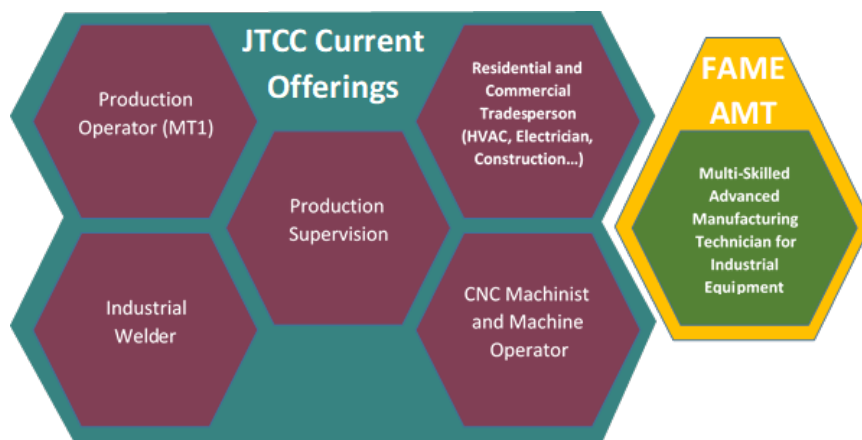 JTCC Current
Offerings
Production
Operator (MT1)
Residential and
Commercial
Tradesperson
(HVAC, Electrician,
Construction...)
Production
Supervision
Industrial
Welder
CNC Machinist
and Machine
Operator
FAME
AMT
Multi-Skilled
Advanced
Manufacturing
Technician for
Industrial
Equipment